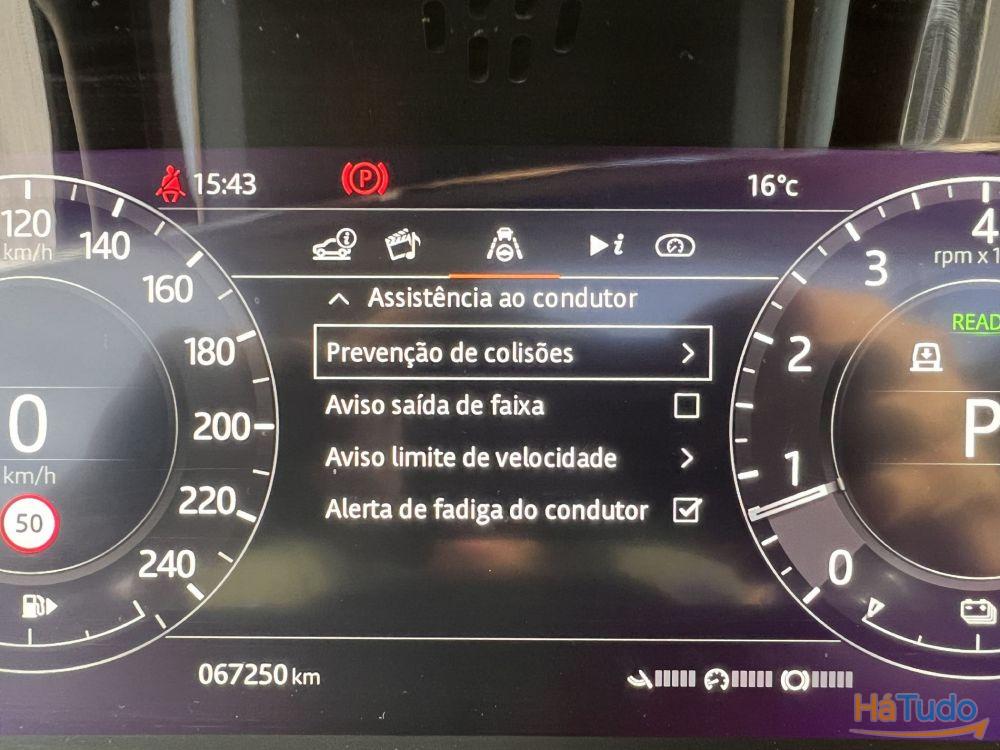 15:43
P
16°c
120
km/h
140
160
180
200
220
240
0
km/h
50
i
i
Assistência ao condutor
Prevenção de colisões
Aviso saída de faixa
Aviso limite de velocidade
Alerta de fadiga do condutor
4
rpm x 1
3
2
1
0
READ
P
067250 km
HáTudo